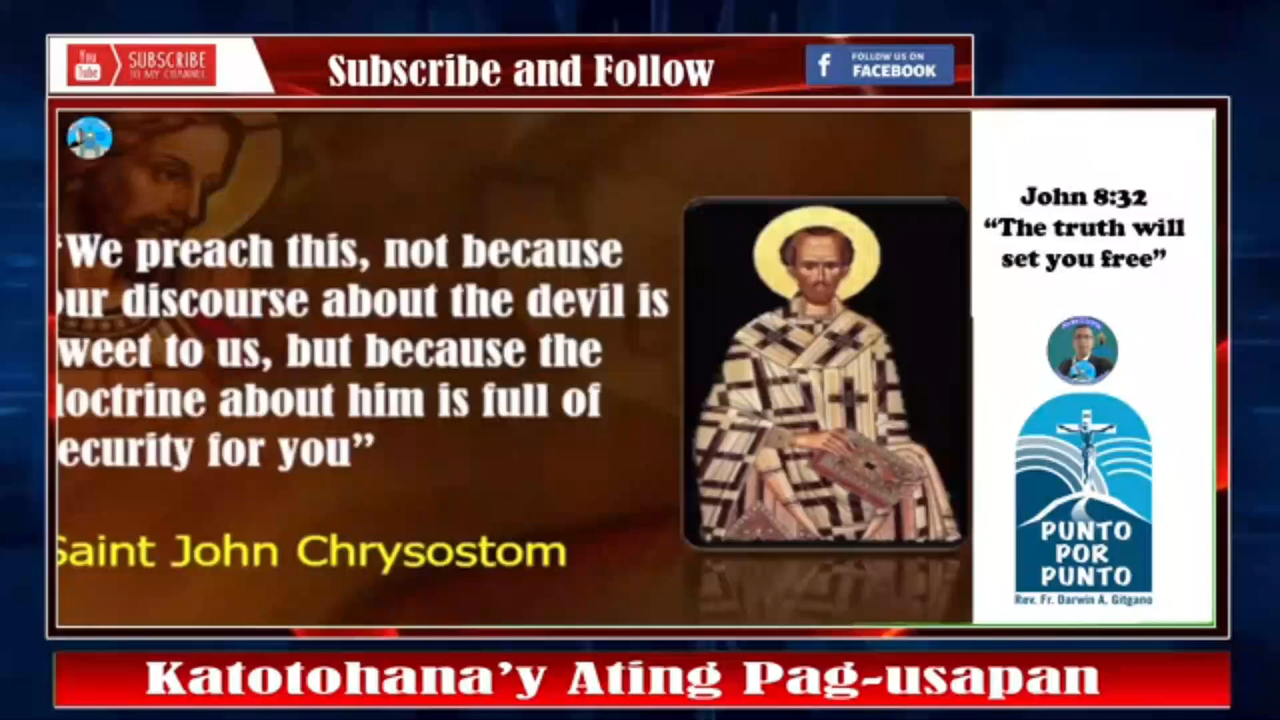 You
Tube
SUBSCRIBE
TO MY CHANNEL
Subscribe and Follow
f
FOLLOW US ON
FACEBOOK
“We preach this, not because
our discourse about the devil is
weet to us, but because the
doctrine about him is full of
ecurity for you”
Saint John Chrysostom
John 8:32
“The truth will
set you free”
PUNTO
POR
PUNTO
Rev. Fr. Darwin A. Gitgano
Katotohana’y Ating Pag-usapan